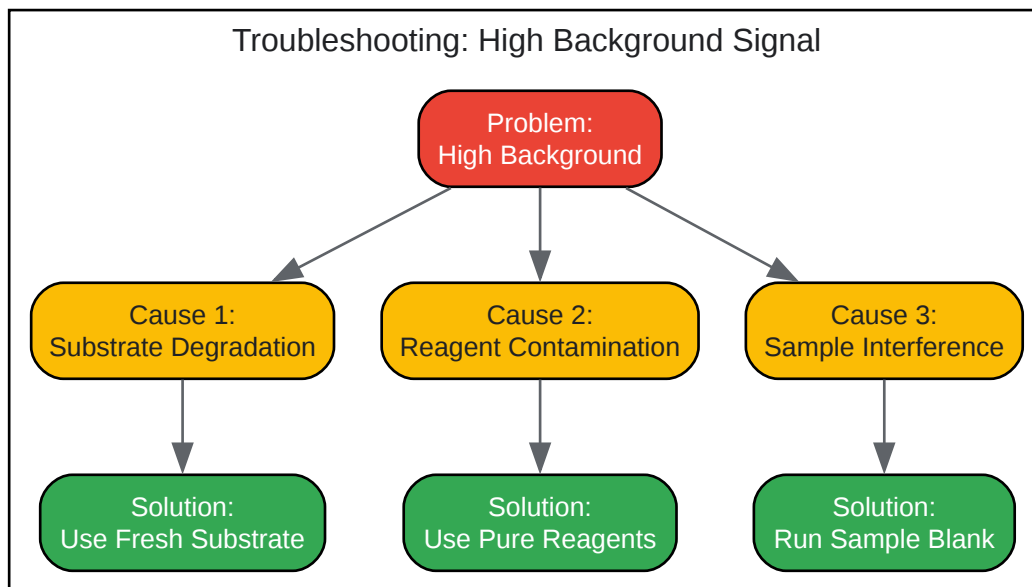 Troubleshooting: High Background Signal
Problem:
High Background
Cause 1:
Substrate Degradation
Cause 2:
Reagent Contamination
Cause 3:
Sample Interference
Solution:
Use Fresh Substrate
Solution:
Use Pure Reagents
Solution:
Run Sample Blank